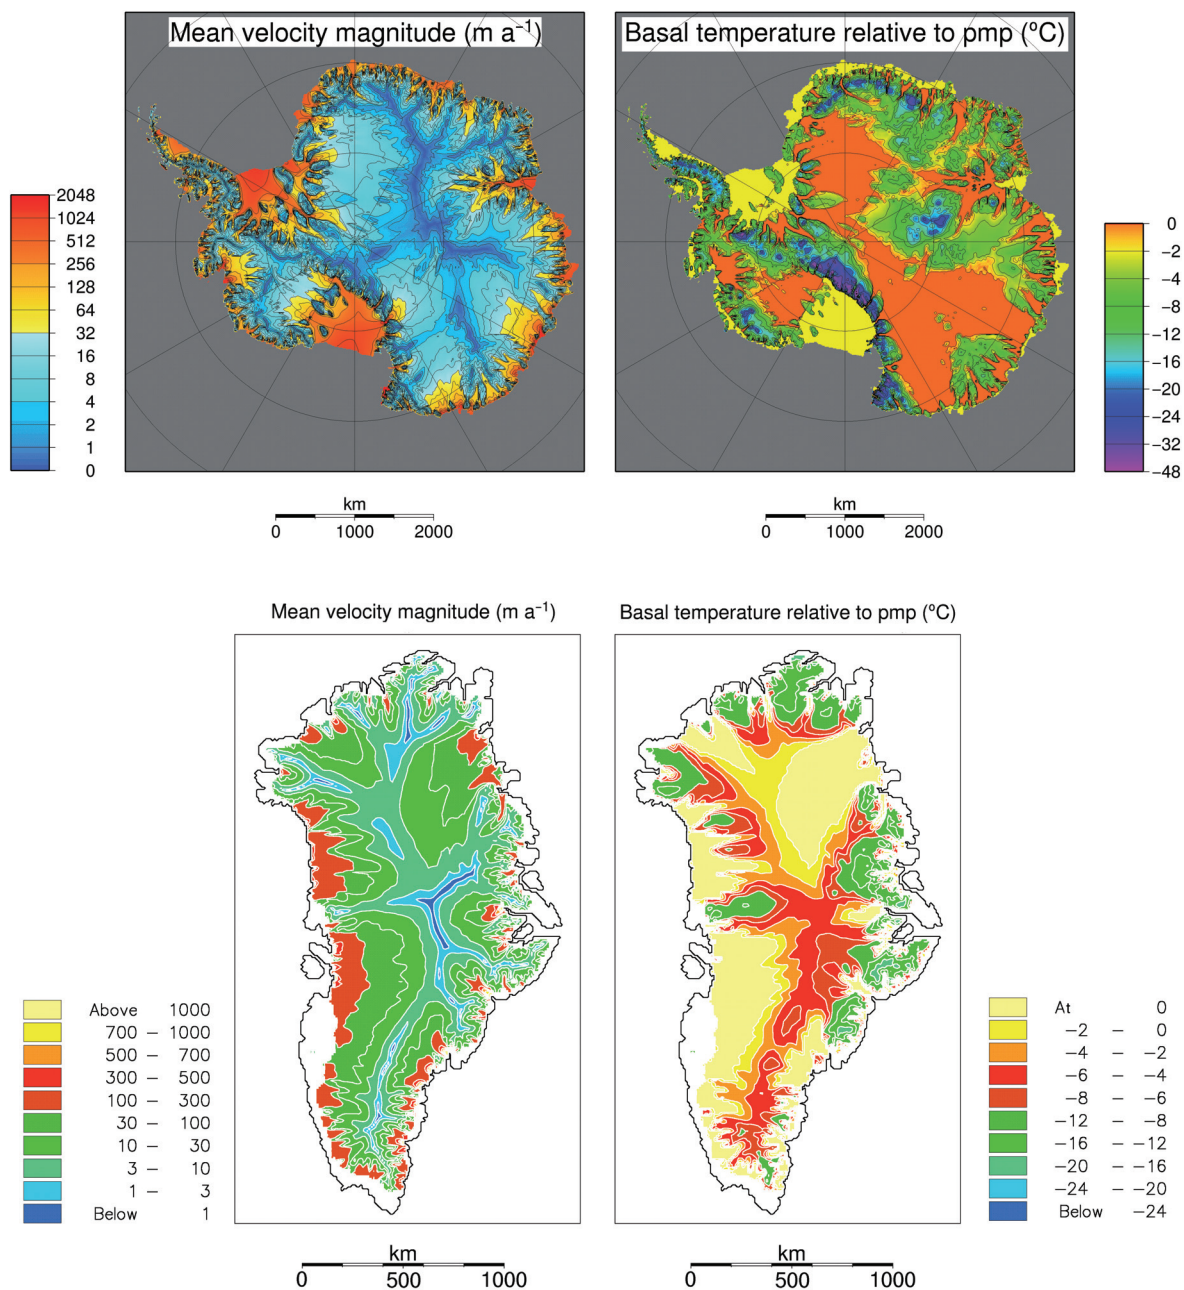 Mean velocity magnitude (m a⁻¹)
Basal temperature relative to pmp (ºC)
2048
1024
512
256
128
64
32
16
8
4
2
1
0
0
−2
−4
−8
−12
−16
−20
−24
−32
−48
km
0 1000 2000
km
0 1000 2000
Mean velocity magnitude (m a⁻¹)
Basal temperature relative to pmp (ºC)
Above 1000
700 – 1000
500 – 700
300 – 500
100 – 300
30 – 100
10 – 30
3 – 10
1 – 3
Below 1
At 0
−2 – 0
−4 – −2
−6 – −4
−8 – −6
−12 – −8
−16 – −12
−20 – −16
−24 – −20
Below −24
km
0 500 1000
km
0 500 1000